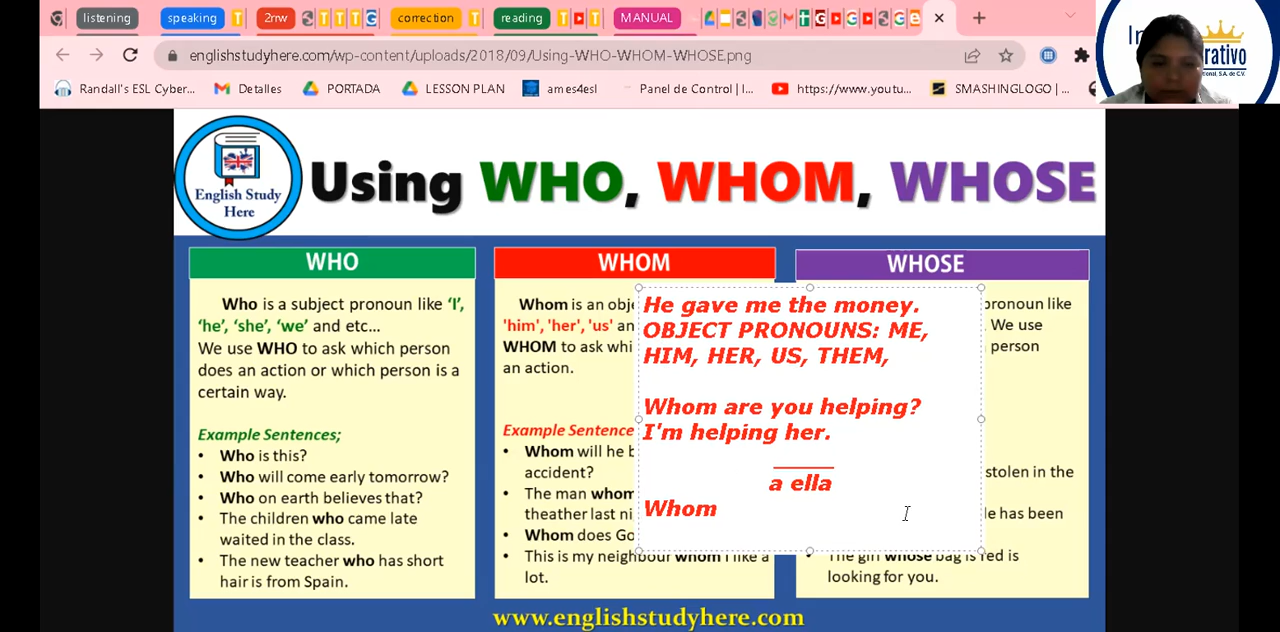 listening
speaking
2rrw
correction
reading
MANUAL
englishstudyhere.com/wp-content/uploads/2018/09/Using-WHO-WHOM-WHOSE.png
Randall's ESL Cyber...
Detalles
PORTADA
LESSON PLAN
ames4esl
Panel de Control | I...
https://www.youtu...
SMASHINGLOGO | ...
In
rativo
English Study
Here
Using WHO, WHOM, WHOSE
WHO
Who is a subject pronoun like 'I',
'he', 'she', 'we' and etc...
We use WHO to ask which person
does an action or which person is a
certain way.
Example Sentences;
• Who is this?
• Who will come early tomorrow?
• Who on earth believes that?
• The children who came late
waited in the class.
• The new teacher who has short
hair is from Spain.
WHOM
Whom is an
'him', 'her', 'us'
WHOM to ask
an action.
Example
• Whom will he
accident?
• The man
theather last
• Whom does
• This is my neighbour whom I like a
lot.
He gave me the money.
OBJECT PRONOUNS: ME,
HIM, HER, US, THEM,
Whom are you helping?
I'm helping her.
a ella
Whom
WHOSE
pronoun like
We use
person
stolen in the
has been
• The girl whose bag is red is
looking for you.
www.englishstudyhere.com